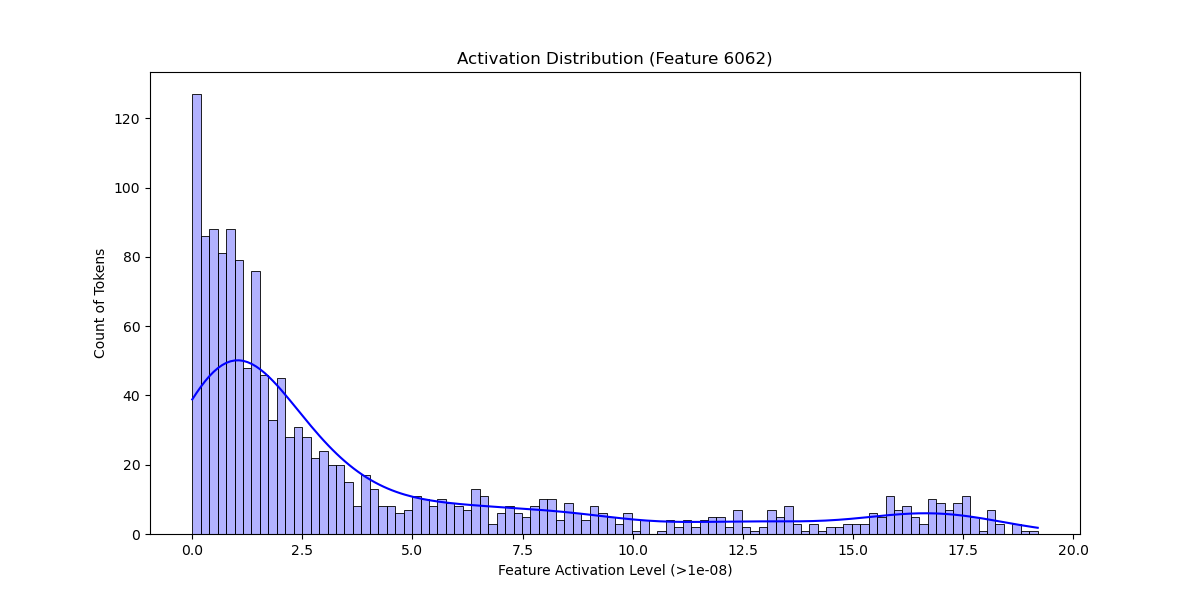 Activation Distribution (Feature 6062)
Count of Tokens
120
100
80
60
40
20
0
0.0 2.5 5.0 7.5 10.0 12.5 15.0 17.5 20.0
Feature Activation Level (>1e-08)